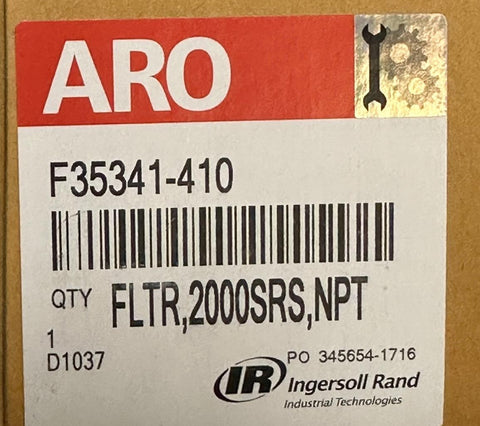 ARO
F35341-410
QTY FLTR,2000SRS,NPT
1
D1037
PO 345654-1716
IR Ingersoll Rand
Industrial Technologies